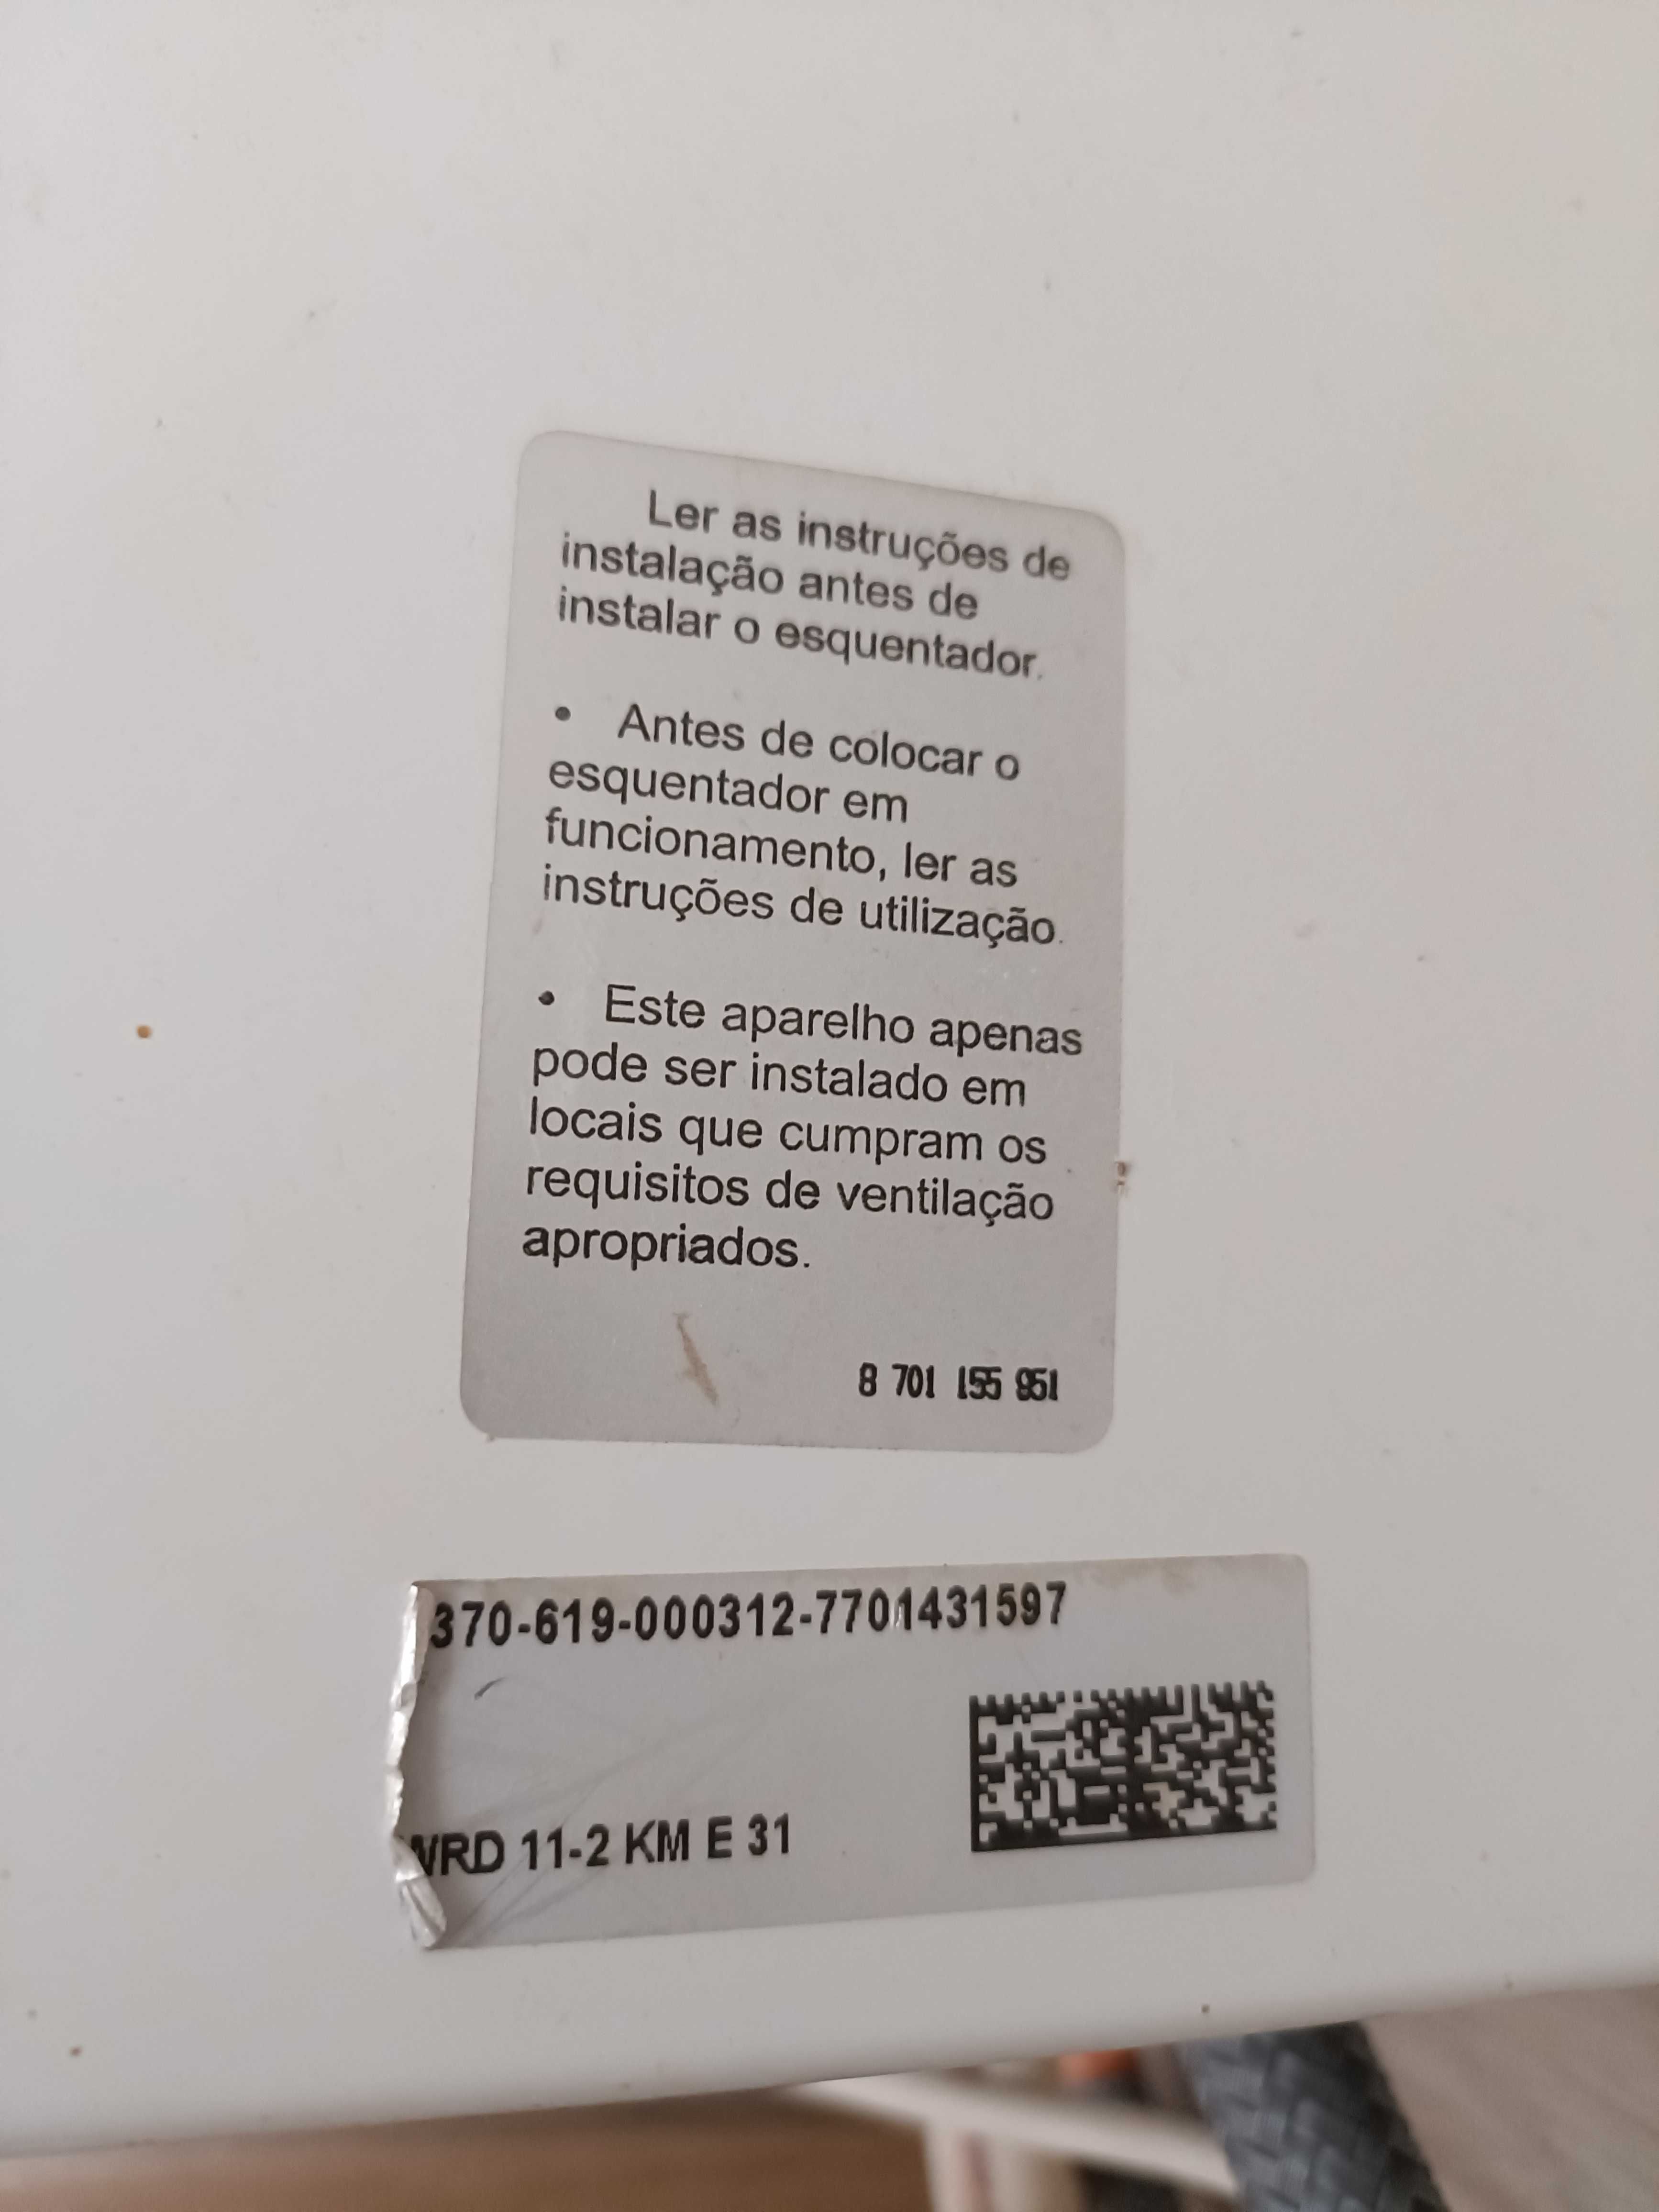 Ler as instruções de
instalação antes de
instalar o esquentador.
• Antes de colocar o
esquentador em
funcionamento, ler as
instruções de utilização.
• Este aparelho apenas
pode ser instalado em
locais que cumpram os
requisitos de ventilação
apropriados.
8 701 155 951
370-619-000312-7701431597
WRD 11-2 KM E 31